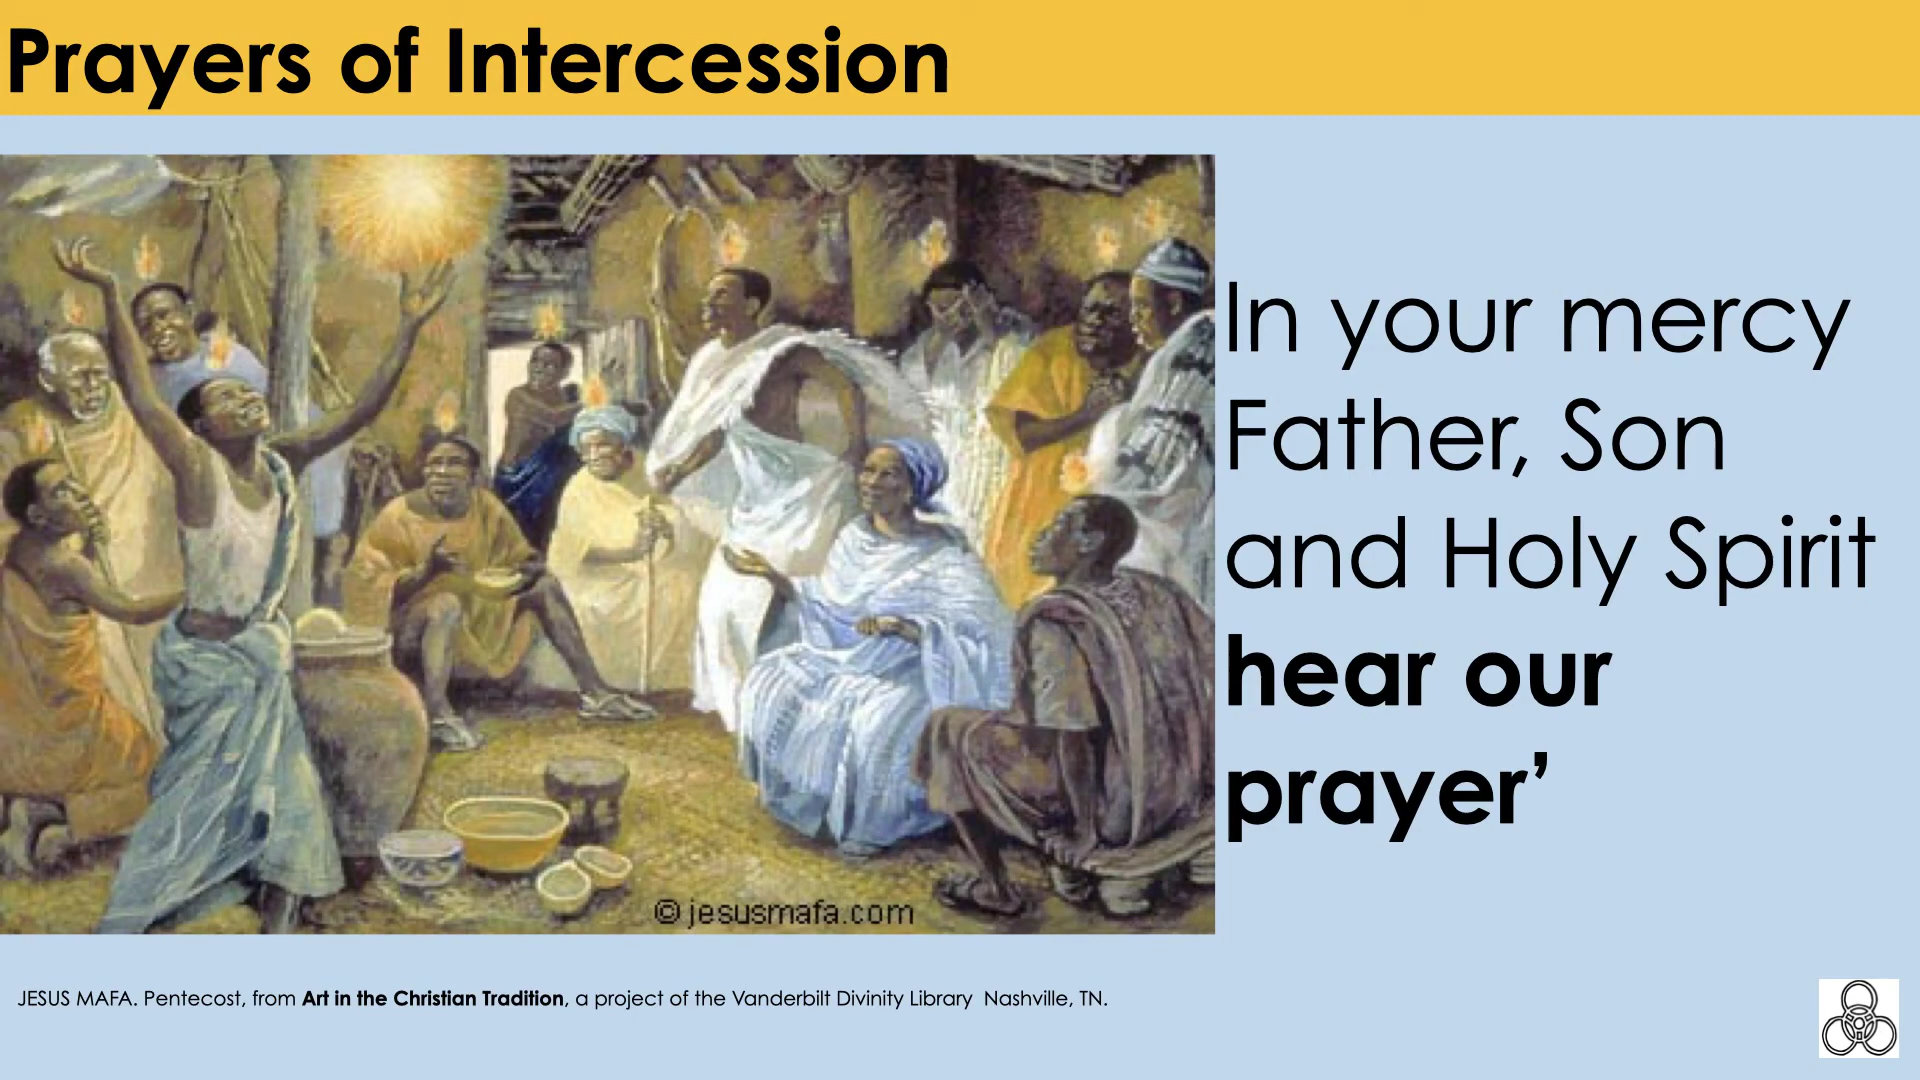 Prayers of Intercession
In your mercy
Father, Son
and Holy Spirit
hear our
prayer’
© jesusmafa.com
JESUS MAFA. Pentecost, from Art in the Christian Tradition, a project of the Vanderbilt Divinity Library  Nashville, TN.